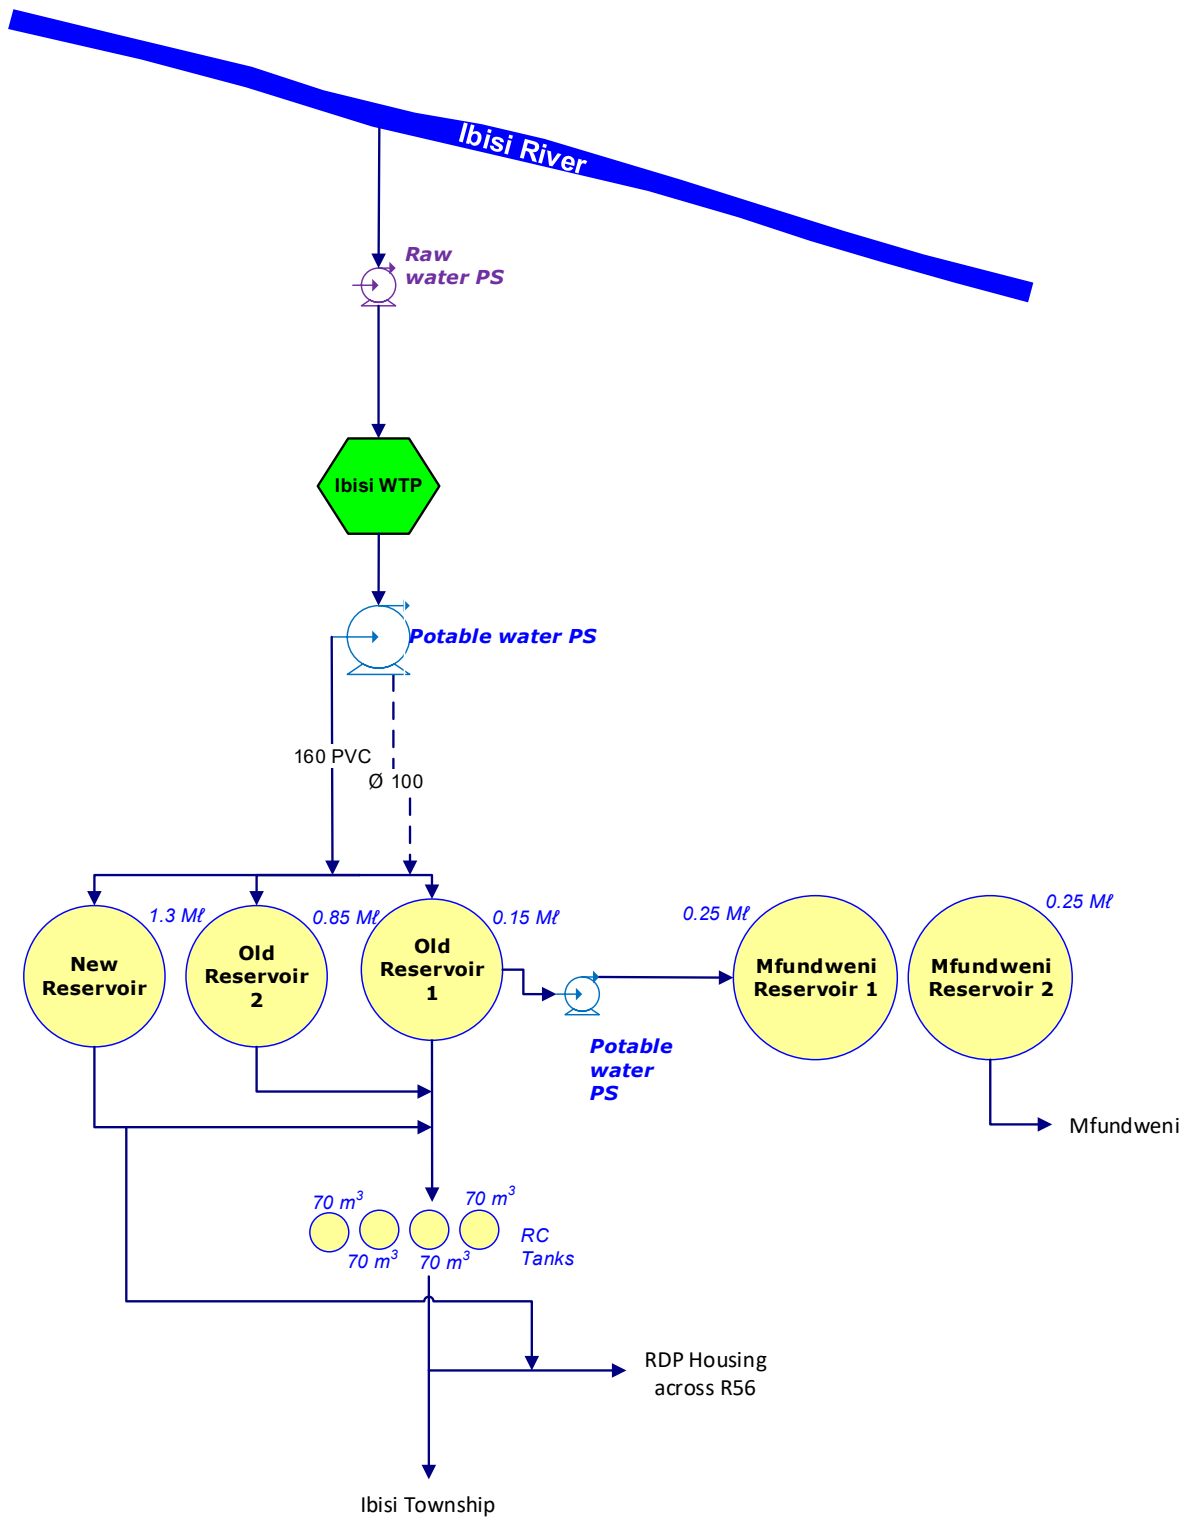 Ibisi River
Raw
water PS
Ibisi WTP
Potable water PS
160 PVC
Ø 100
1.3 Mℓ
0.85 Mℓ
0.15 Mℓ
0.25 Mℓ
0.25 Mℓ
New
Reservoir
Old
Reservoir
2
Old
Reservoir
1
Mfundweni
Reservoir 1
Mfundweni
Reservoir 2
Potable
water
PS
Mfundweni
70 m³
70 m³
70 m³
70 m³
RC
Tanks
RDP Housing
across R56
Ibisi Township